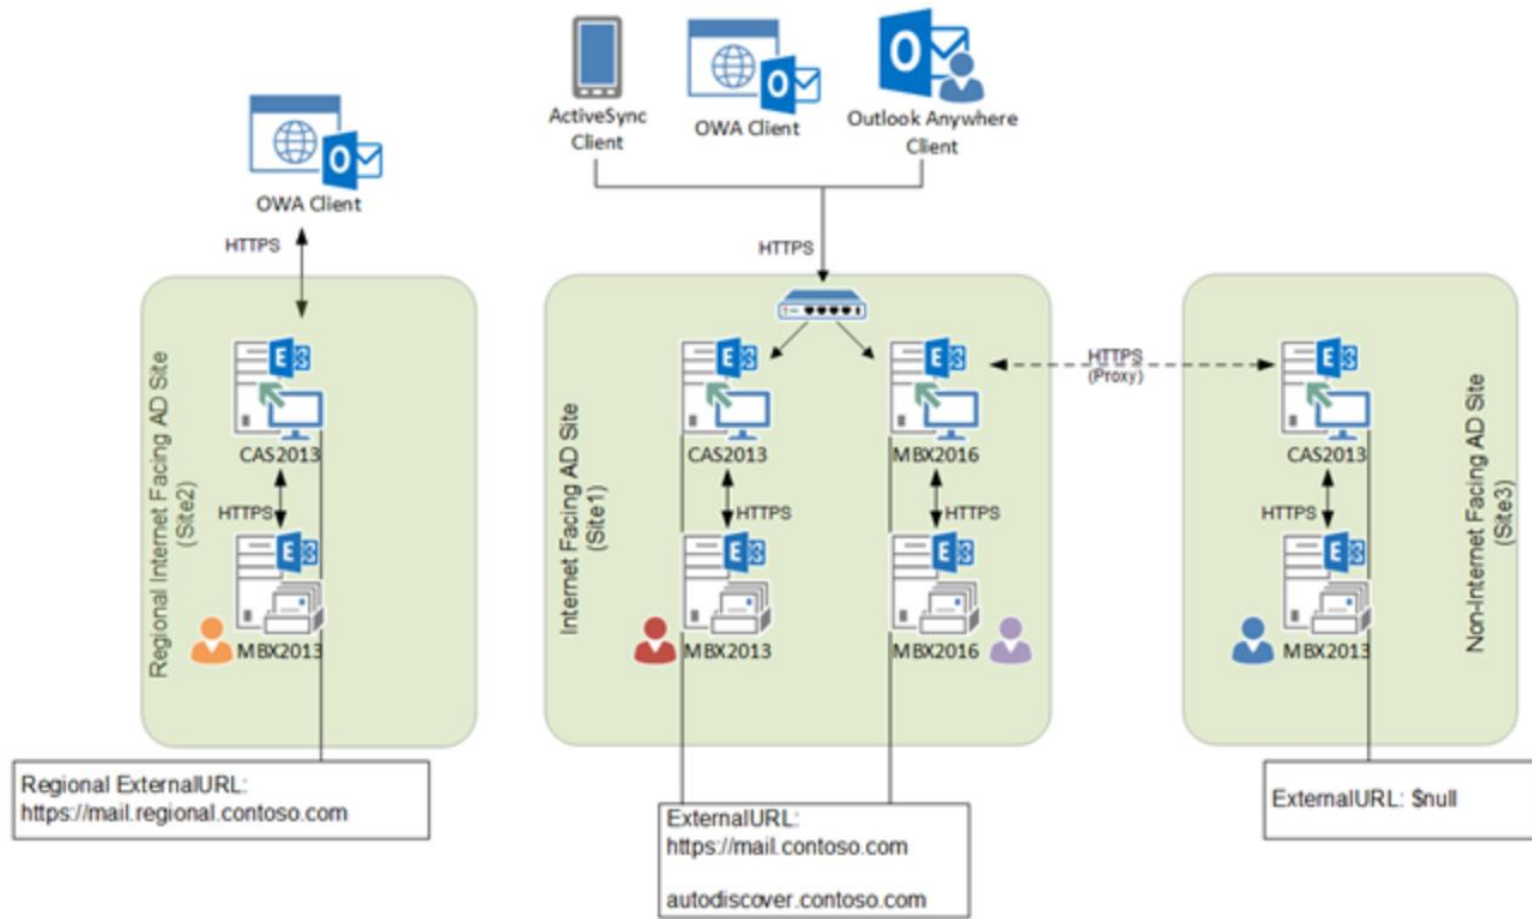 ActiveSync
Client
OWA Client
Outlook Anywhere
Client
OWA Client
HTTPS
HTTPS
Regional Internet Facing AD Site
(Site2)
CAS2013
HTTPS
MBX2013
Internet Facing AD Site
(Site1)
CAS2013
HTTPS
MBX2013
MBX2016
HTTPS
MBX2016
HTTPS
(Proxy)
CAS2013
HTTPS
MBX2013
Non-Internet Facing AD Site
(Site3)
Regional ExternalURL:
https://mail.regional.contoso.com
ExternalURL:
https://mail.contoso.com
autodiscover.contoso.com
ExternalURL: $null